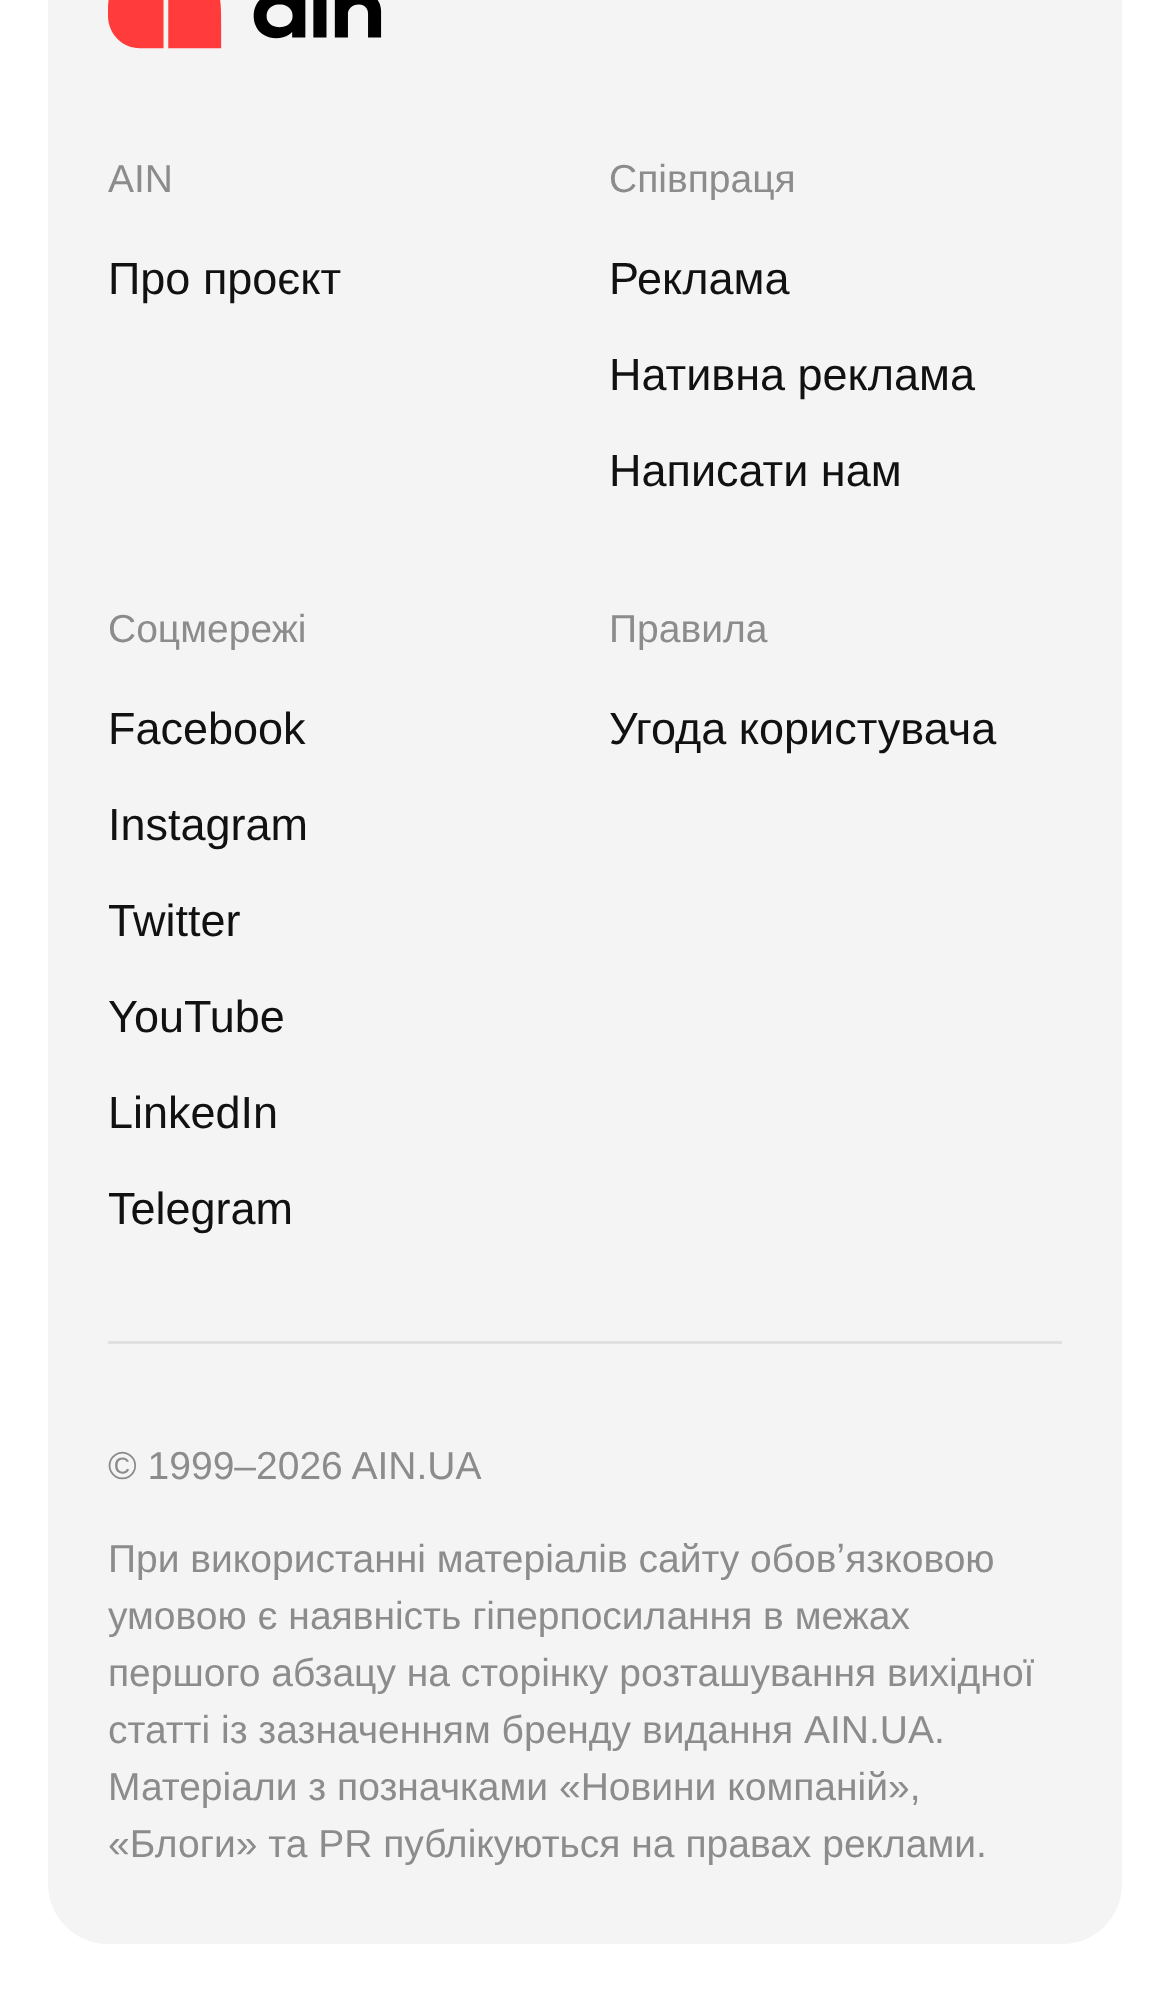 ain
AIN
Про проєкт
Співпраця
Реклама
Нативна реклама
Написати нам
Соцмережі
Facebook
Instagram
Twitter
YouTube
LinkedIn
Telegram
Правила
Угода користувача
© 1999–2026 AIN.UA
При використанні матеріалів сайту обов’язковою
умовою є наявність гіперпосилання в межах
першого абзацу на сторінку розташування вихідної
статті із зазначенням бренду видання AIN.UA.
Матеріали з позначками «Новини компаній»,
«Блоги» та PR публікуються на правах реклами.